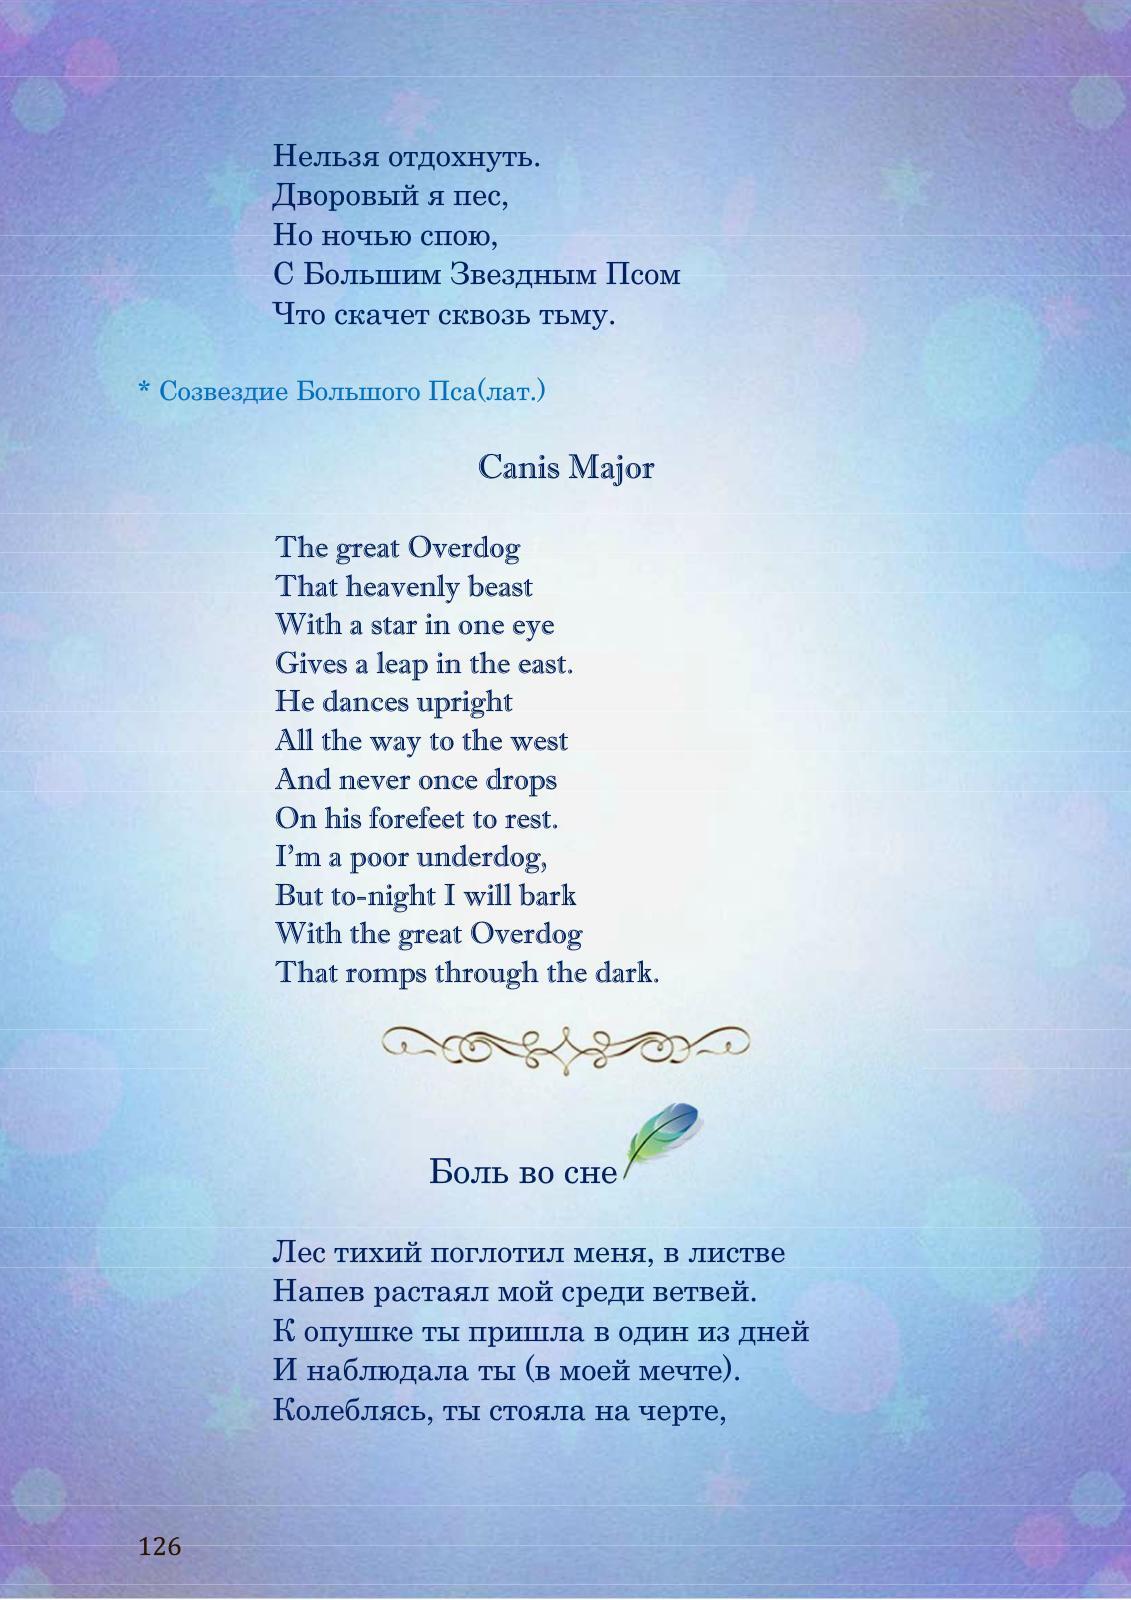 Нельзя отдохнуть.
Дворовый я пес,
Но ночью спою,
С Большим Звездным Псом
Что скачет сквозь тьму.
* Созвездие Большого Пса(лат.)
Canis Major
The great Overdog
That heavenly beast
With a star in one eye
Gives a leap in the east.
He dances upright
All the way to the west
And never once drops
On his forefeet to rest.
I’m a poor underdog,
But to-night I will bark
With the great Overdog
That romps through the dark.
Боль во сне
Лес тихий поглотил меня, в листве
Напев растаял мой среди ветвей.
К опушке ты пришла в один из дней
И наблюдала ты (в моей мечте).
Колеблясь, ты стояла на черте,
126